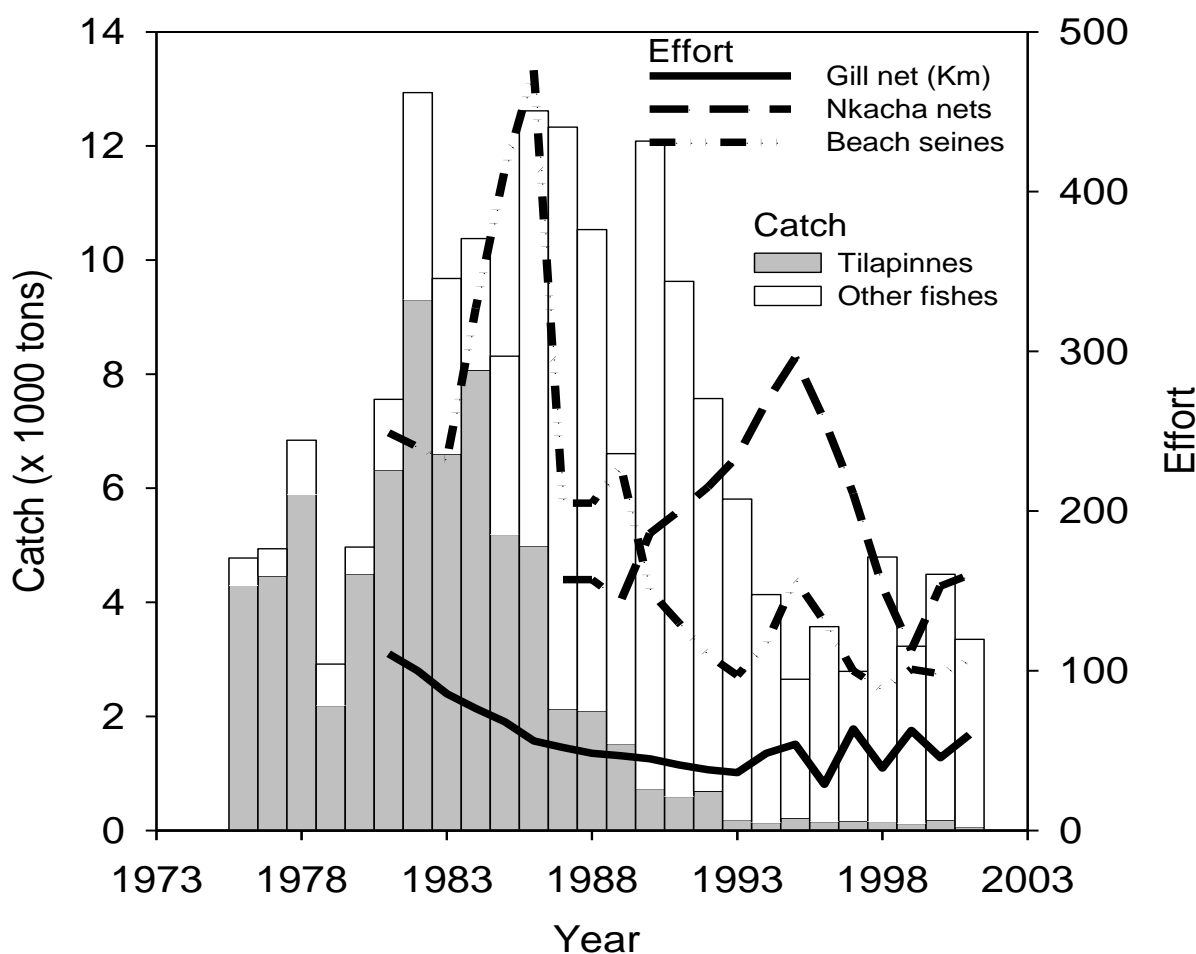 Effort
Gill net (Km)
Nkacha nets
Beach seines
Catch
Tilapinnes
Other fishes
14
12
10
8
6
4
2
0
Catch (x 1000 tons)
500
400
300
200
100
0
Effort
1973
1978
1983
1988
1993
1998
2003
Year